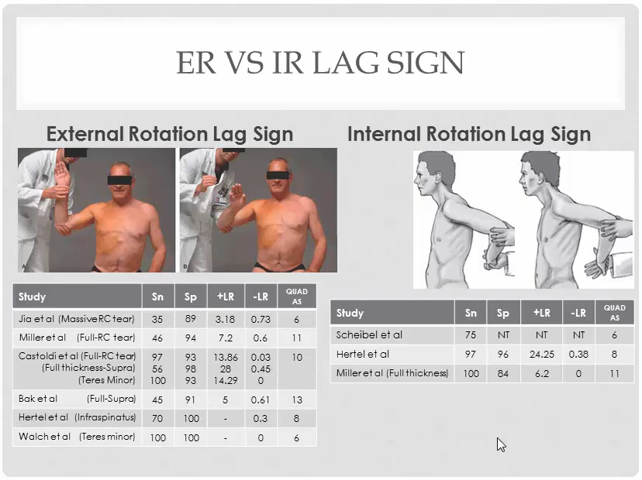 ER VS IR LAG SIGN
External Rotation Lag Sign
Internal Rotation Lag Sign
Study Sn Sp +LR -LR QUAD AS
Jia et al (Massive RC tear) 35 89 3.18 0.73 6
Miller et al (Full-RC tear) 46 94 7.2 0.6 11
Castoldi et al (Full-RC tear) 97 93 13.86 0.03 10
(Full thickness-Supra) 56 98 28 0.45
(Teres Minor) 100 93 14.29 0
Bak et al (Full-Supra) 45 91 5 0.61 13
Hertel et al (Infraspinatus) 70 100 - 0.3 8
Walch et al (Teres minor) 100 100 - 0 6
Study Sn Sp +LR -LR QUAD AS
Scheibel et al 75 NT NT NT 6
Hertel et al 97 96 24.25 0.38 8
Miller et al (Full thickness) 100 84 6.2 0 11